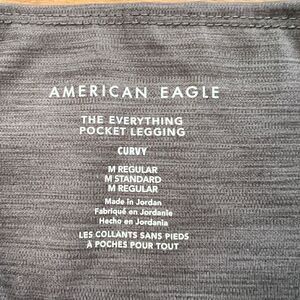 AMERICAN EAGLE
THE EVERYTHING
POCKET LEGGING
CURVY
M REGULAR
M STANDARD
M REGULAR
Made in Jordan
Fabriqué en Jordanie
Hecho en Jordania
LES COLLANTS SANS PIEDS
À POCHES POUR TOUT